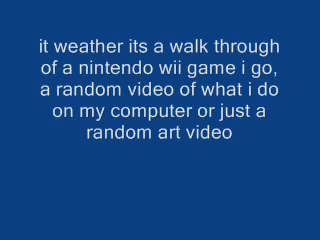 it weather its a walk through
of a nintendo wii game i go,
a random video of what i do
on my computer or just a
random art video